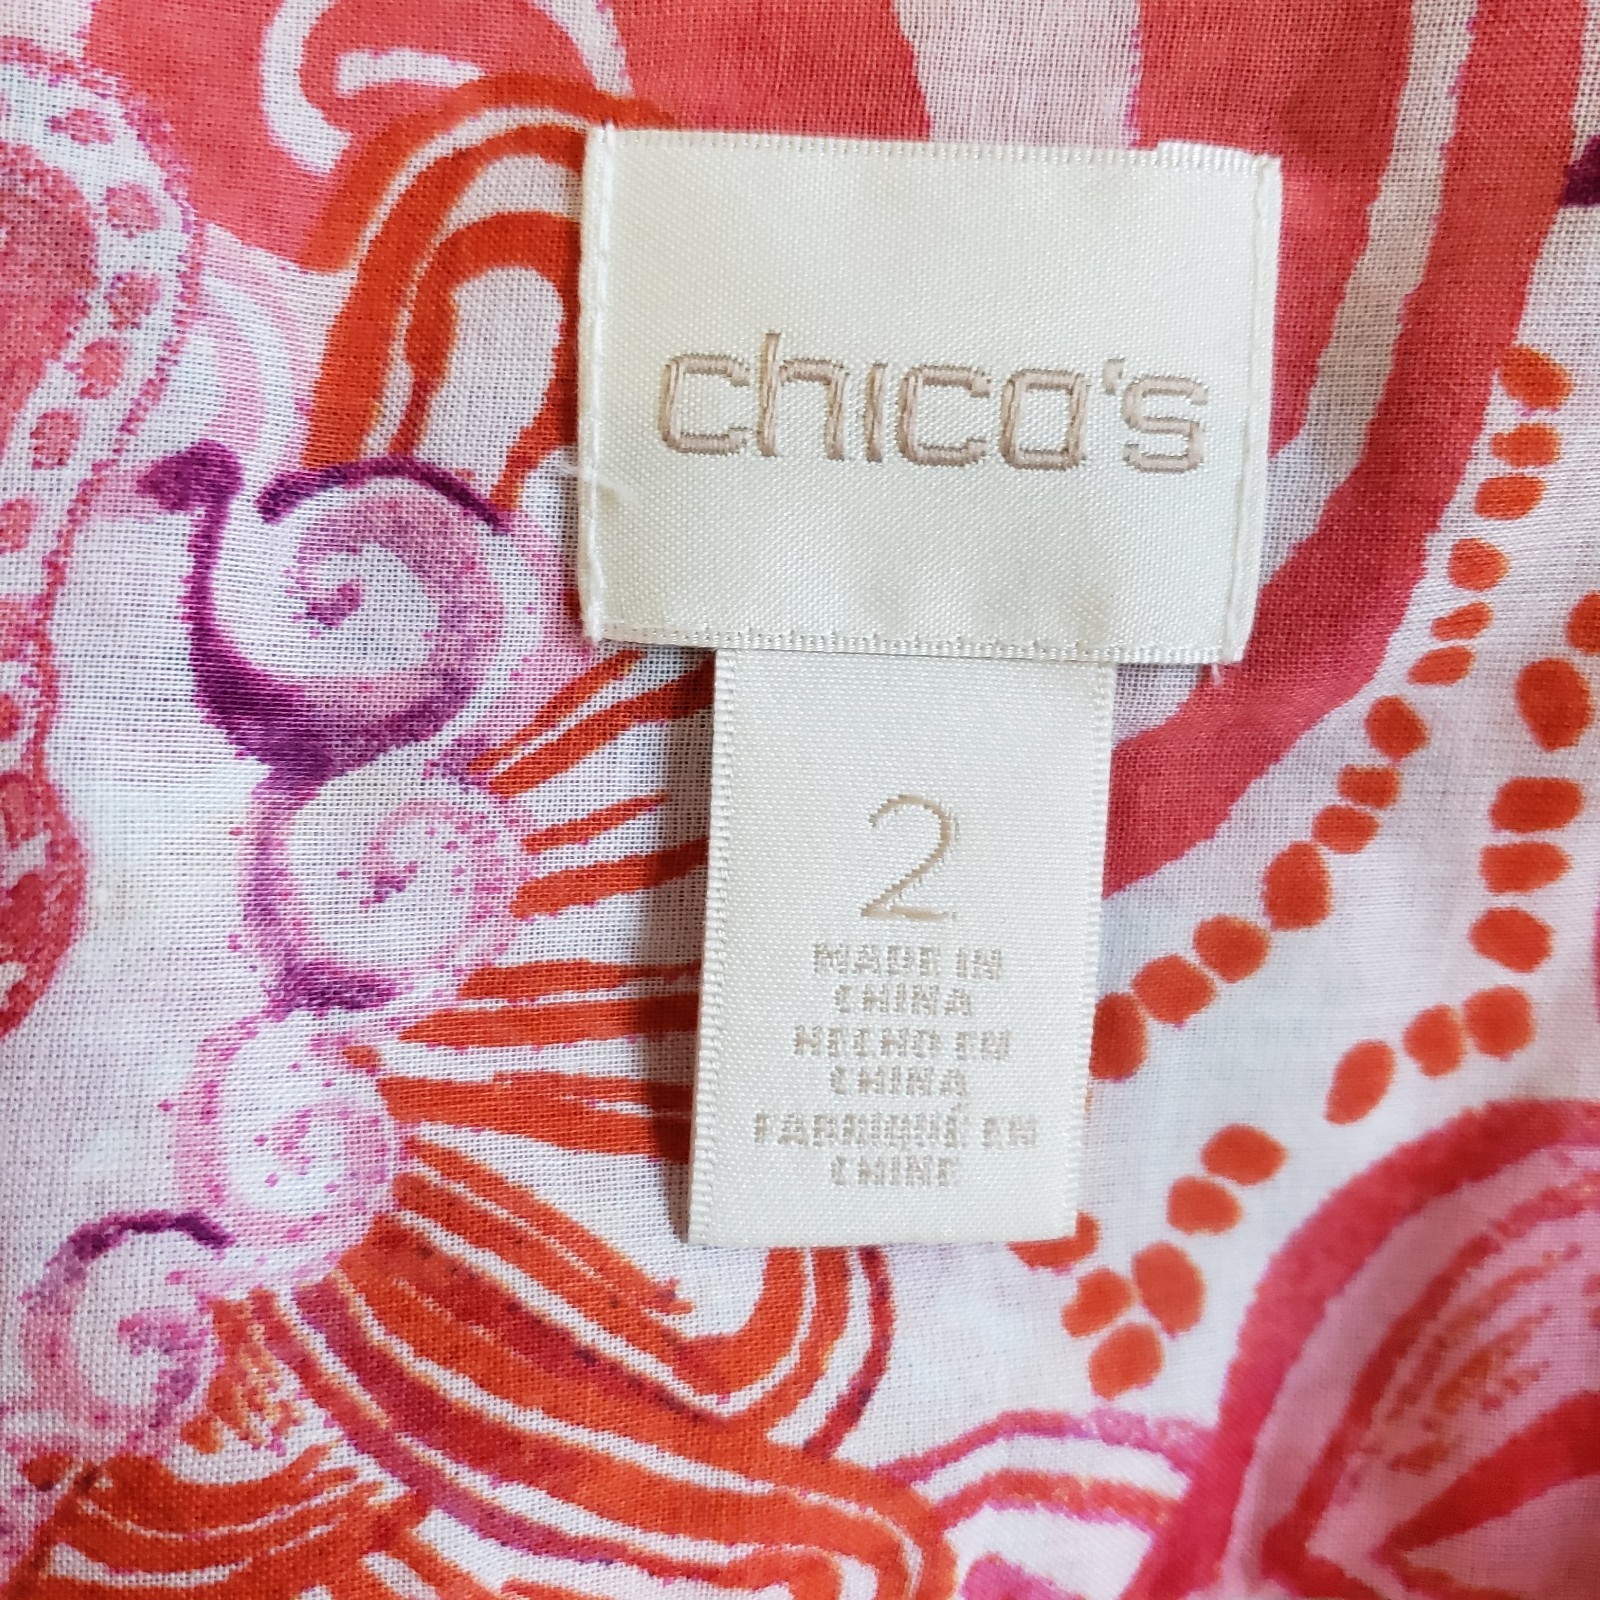 chico's
2
MADE IN
CHINA
HECHO EN
CHINA
FABRIQUÉ EN
CHINE